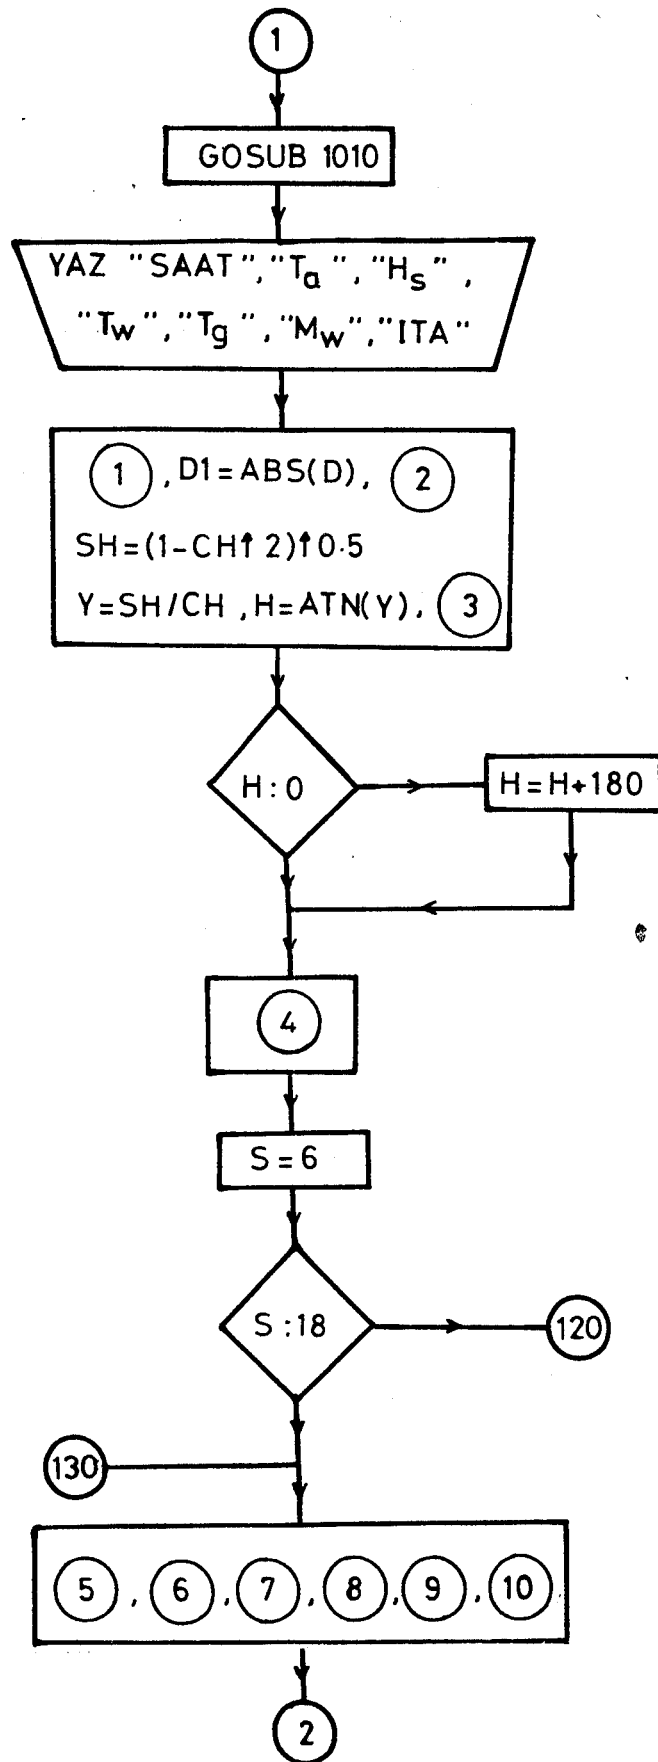 1
GOSUB 1010
YAZ "SAAT", "Ta", "Hs",
"Tw", "Tg", "Mw", "ITA"
1, D1=ABS(D), 2
SH=(1-CH↑2)↑0.5
Y=SH/CH, H=ATN(Y), 3
H:0
H=H+180
4
S=6
S:18
120
130
5, 6, 7, 8, 9, 10
2